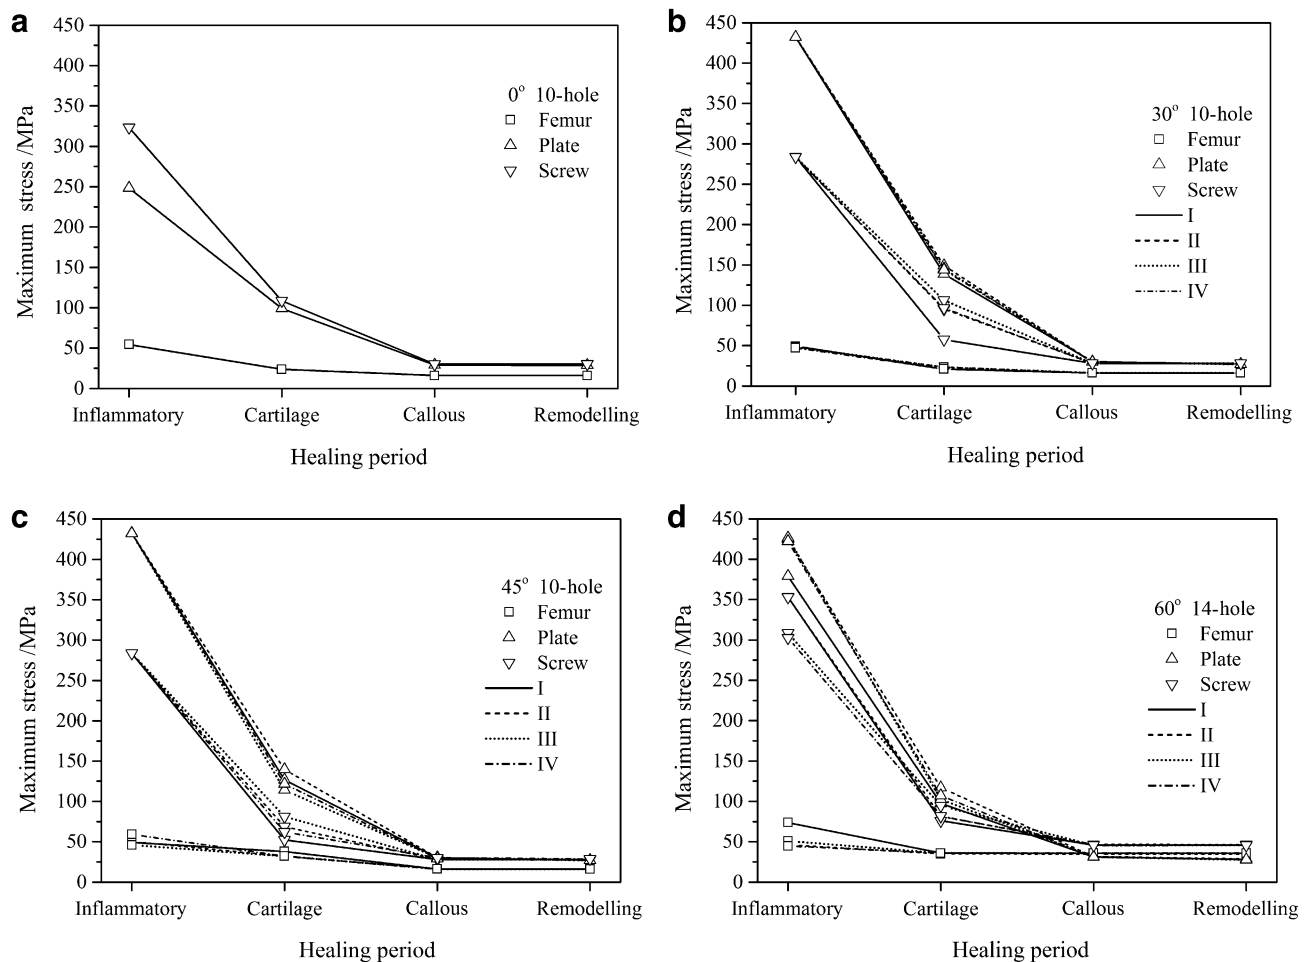 a
450
400
350
300
250
200
150
100
50
0
Maximum stress /MPa
0° 10-hole
Femur
Plate
Screw
Inflammatory Cartilage Callous Remodelling
Healing period
b
450
400
350
300
250
200
150
100
50
0
Maximum stress /MPa
30° 10-hole
Femur
Plate
Screw
I
II
III
IV
Inflammatory Cartilage Callous Remodelling
Healing period
c
450
400
350
300
250
200
150
100
50
0
Maximum stress /MPa
45° 10-hole
Femur
Plate
Screw
I
II
III
IV
Inflammatory Cartilage Callous Remodelling
Healing period
d
450
400
350
300
250
200
150
100
50
0
Maximum stress /MPa
60° 14-hole
Femur
Plate
Screw
I
II
III
IV
Inflammatory Cartilage Callous Remodelling
Healing period